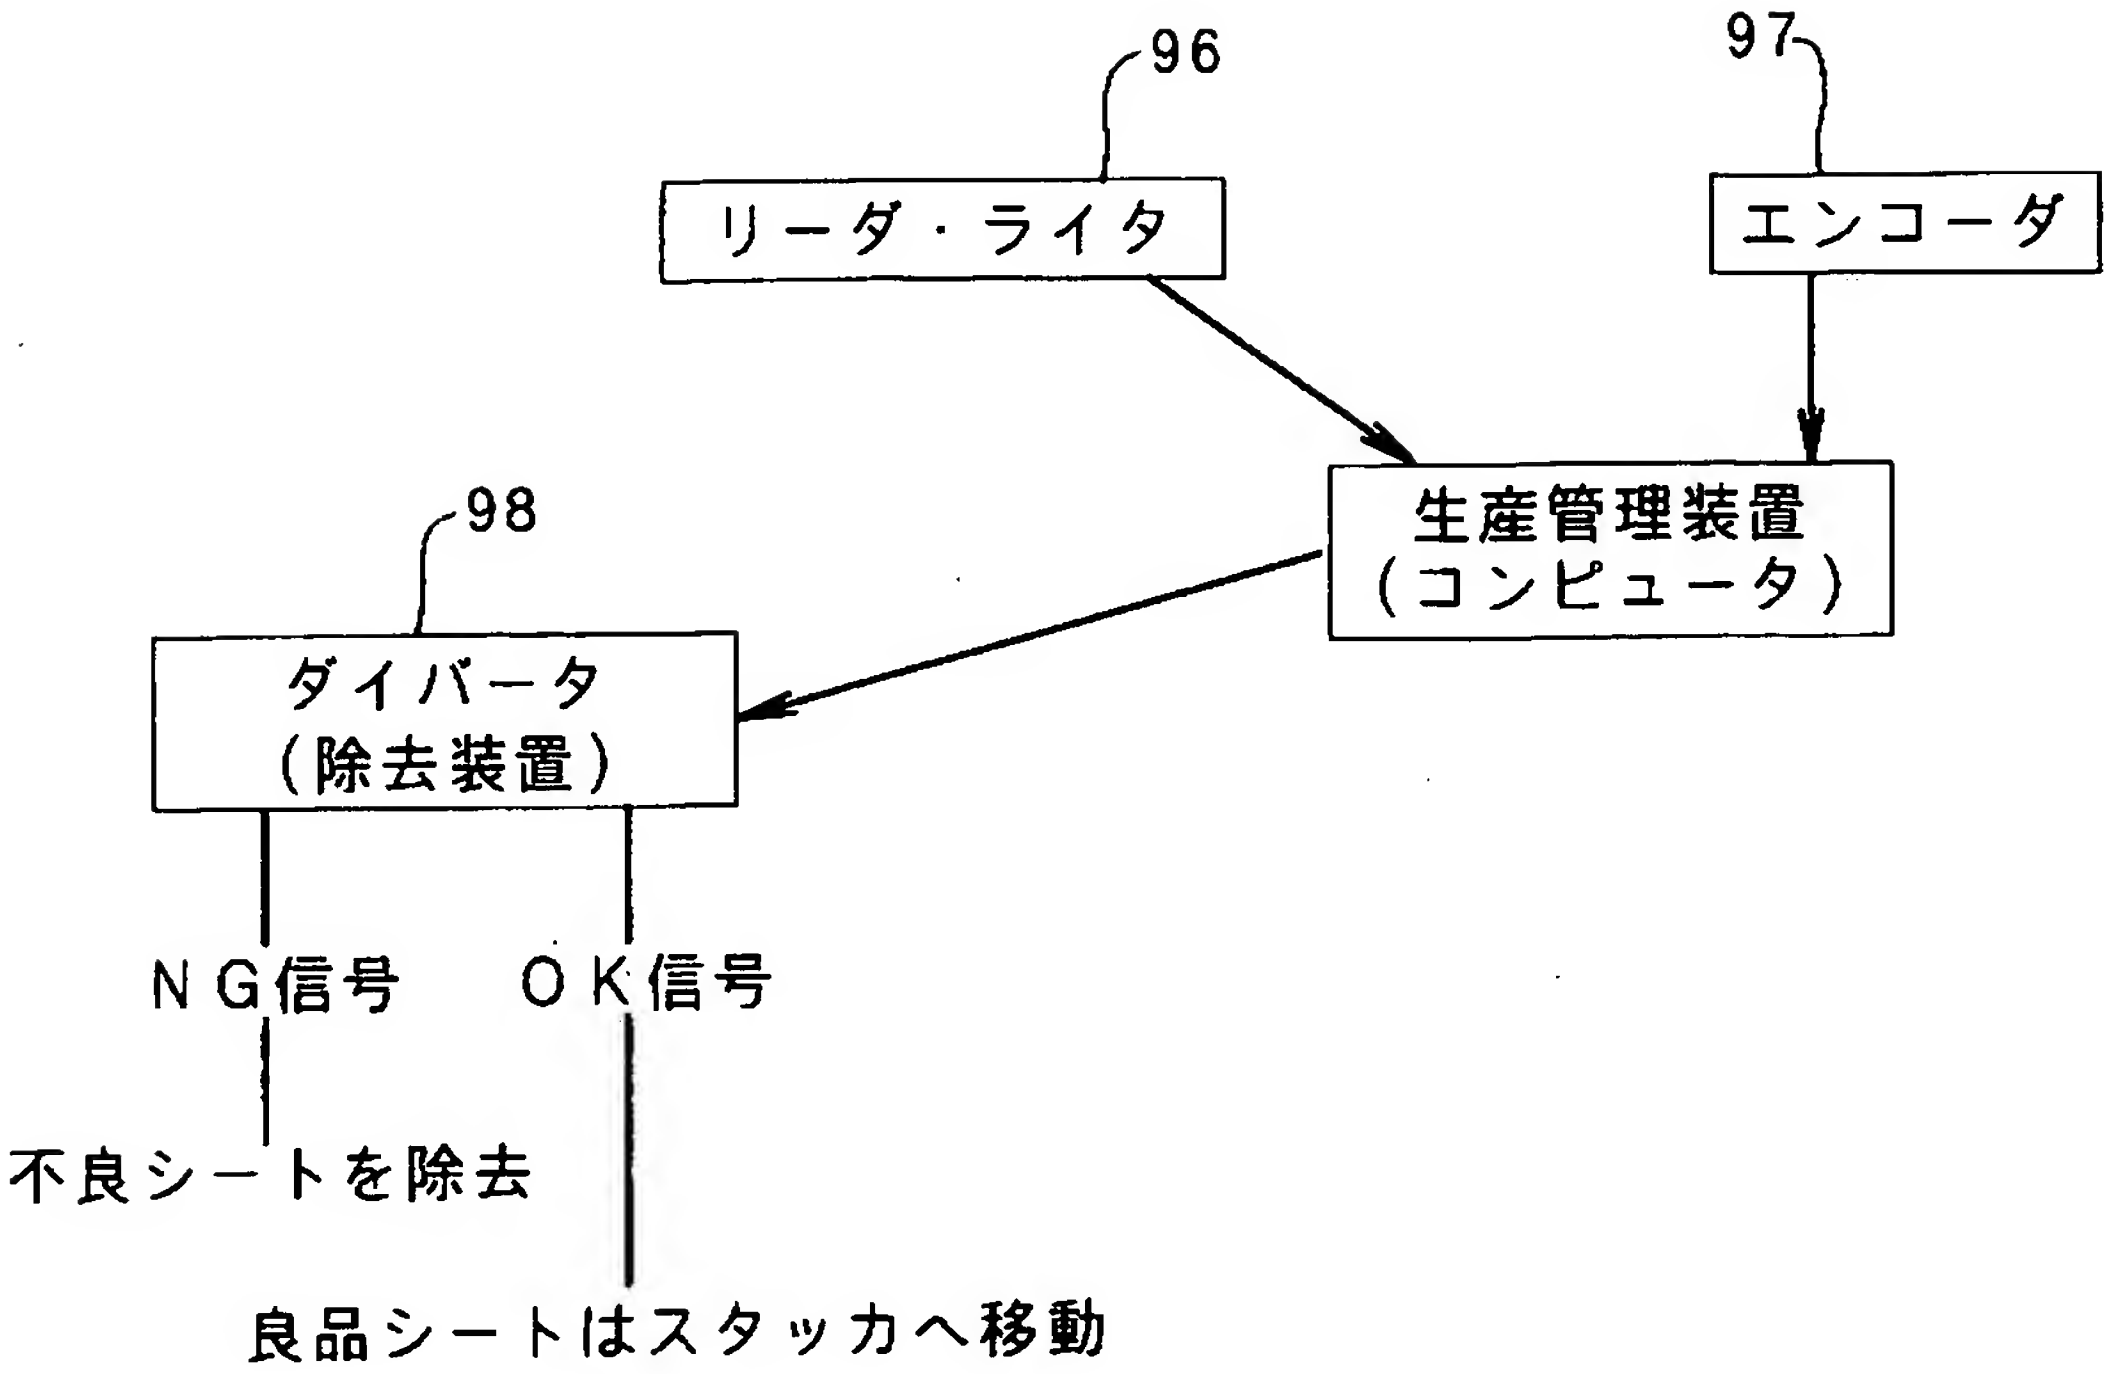 96
97
リーダ・ライタ
エンコーダ
生産管理装置
(コンピュータ)
98
ダイバータ
(除去装置)
NG信号
OK信号
不良シートを除去
良品シートはスタッカへ移動